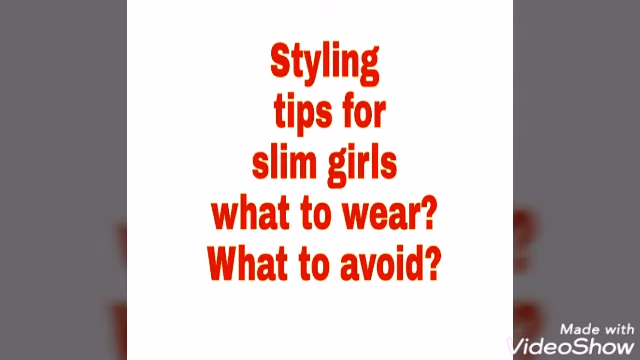 Styling
tips for
slim girls
what to wear?
What to avoid?
Made with
VideoShow